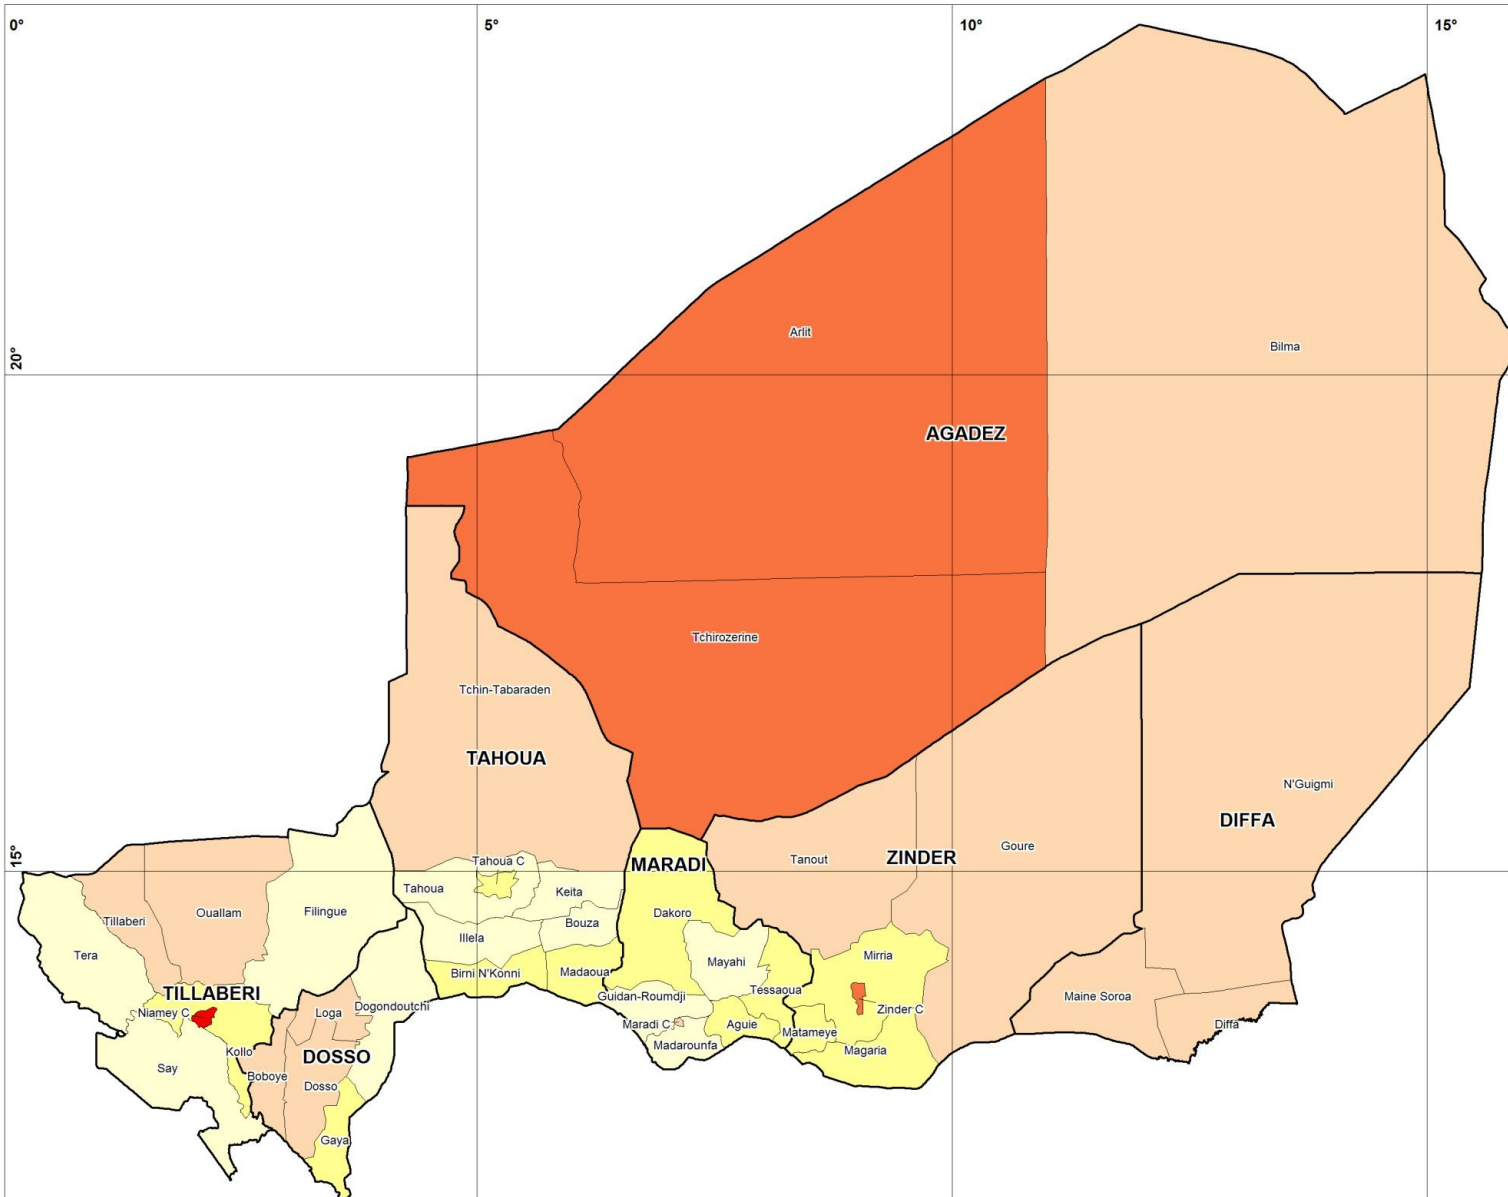 0°
5°
10°
15°
Arlit
Bilma
20°
AGADEZ
Tchirozerine
Tchin-Tabaraden
TAHOUA
N'Guigmi
DIFFA
Goure
15°
Tahoua C
MARADI
Tanout
ZINDER
Tahoua
Keita
Tillaberi
Ouallam
Filingue
Dakoro
Bouza
Illela
Tera
Mirria
Mayahi
Birni N'Konni
Madaoua
TILLABERI
Tessaoua
Guidan-Roumdji
Maine Soroa
Dogondoutchi
Niamey C
Loga
Zinder C
Maradi C
Aguie
Diffa
Matameye
Madarounfa
Kollo
Magaria
DOSSO
Say
Boboye
Dosso
Gaya